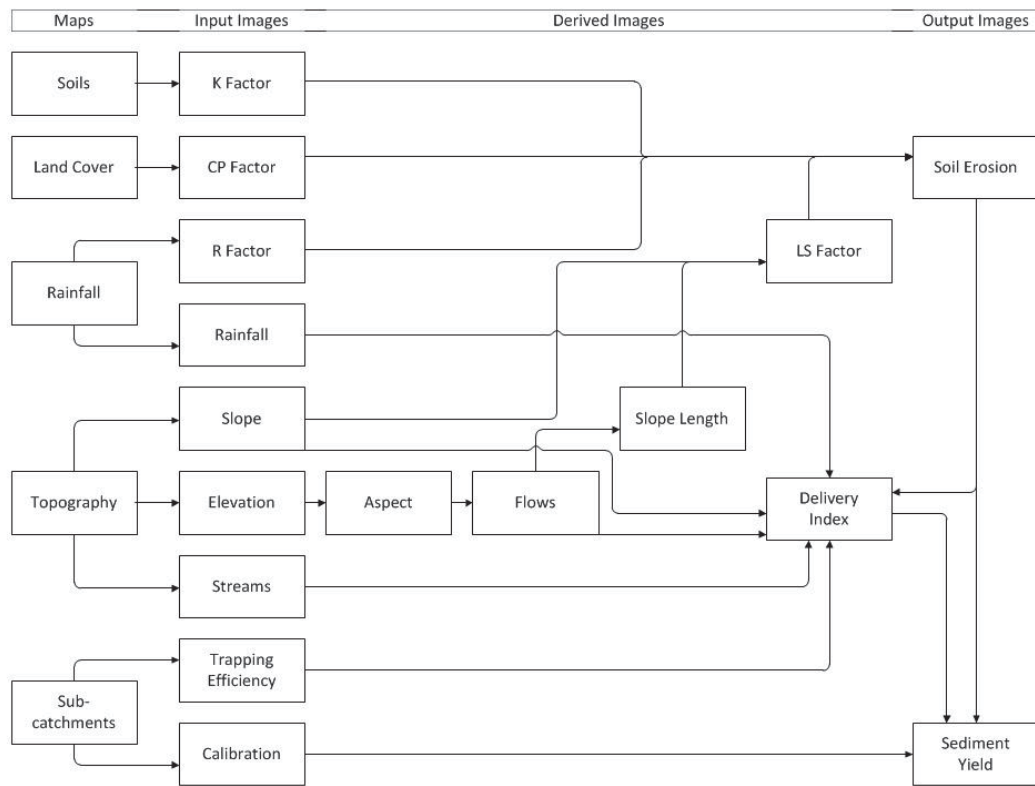 Maps
Input Images
Derived Images
Output Images
Soils
K Factor
Land Cover
CP Factor
Soil Erosion
R Factor
LS Factor
Rainfall
Rainfall
Slope
Slope Length
Topography
Elevation
Aspect
Flows
Delivery
Index
Streams
Trapping
Efficiency
Sub-
catchments
Calibration
Sediment
Yield